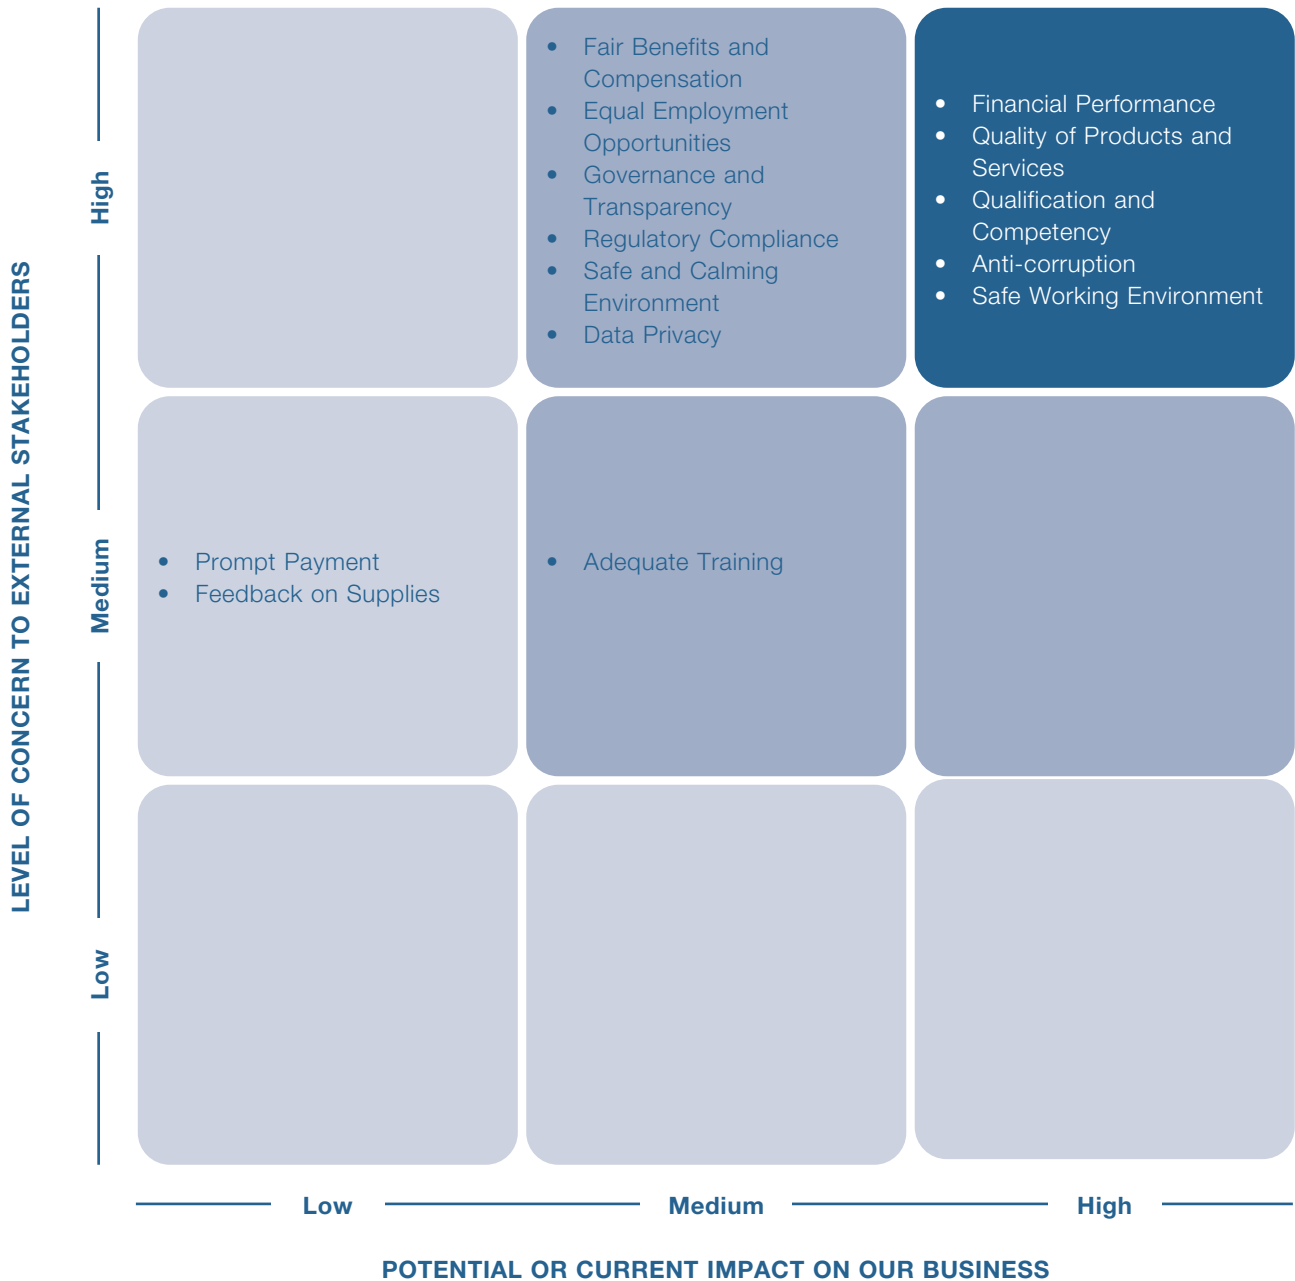 LEVEL OF CONCERN TO EXTERNAL STAKEHOLDERS
High
• Fair Benefits and
Compensation
• Equal Employment
Opportunities
• Governance and
Transparency
• Regulatory Compliance
• Safe and Calming
Environment
• Data Privacy
• Financial Performance
• Quality of Products and
Services
• Qualification and
Competency
• Anti-corruption
• Safe Working Environment
Medium
• Prompt Payment
• Feedback on Supplies
• Adequate Training
Low
Low
Medium
High
POTENTIAL OR CURRENT IMPACT ON OUR BUSINESS